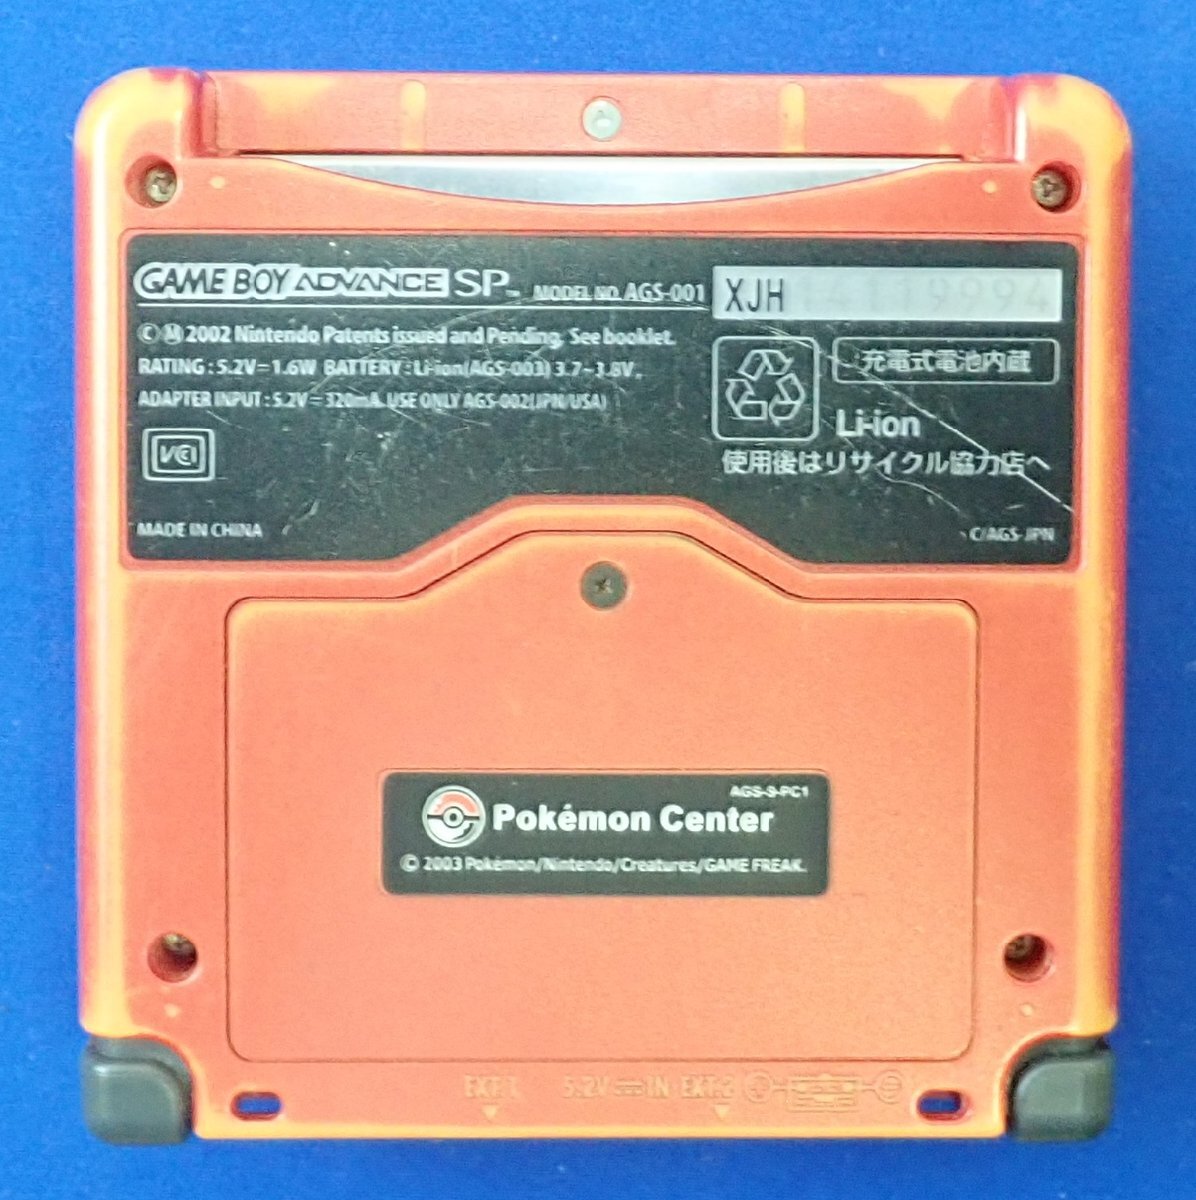 GAME BOY ADVANCE SP™ MODEL NO. AGS-001
XJH
© Ⓜ 2002 Nintendo Patents issued and Pending. See booklet.
RATING : 5.2V⎓1.6W BATTERY : Li-ion(AGS-003) 3.7~3.8V
ADAPTER INPUT : 5.2V⎓320mA. USE ONLY AGS-002(JPN/USA)
充電式電池内蔵
Li-ion
使用後はリサイクル協力店へ
VCI
MADE IN CHINA
C/AGS-JPN
AGS-S-PC1
Pokémon Center
© 2003 Pokémon/Nintendo/Creatures/GAME FREAK.
EXT.1 5.2V⎓IN EXT.2